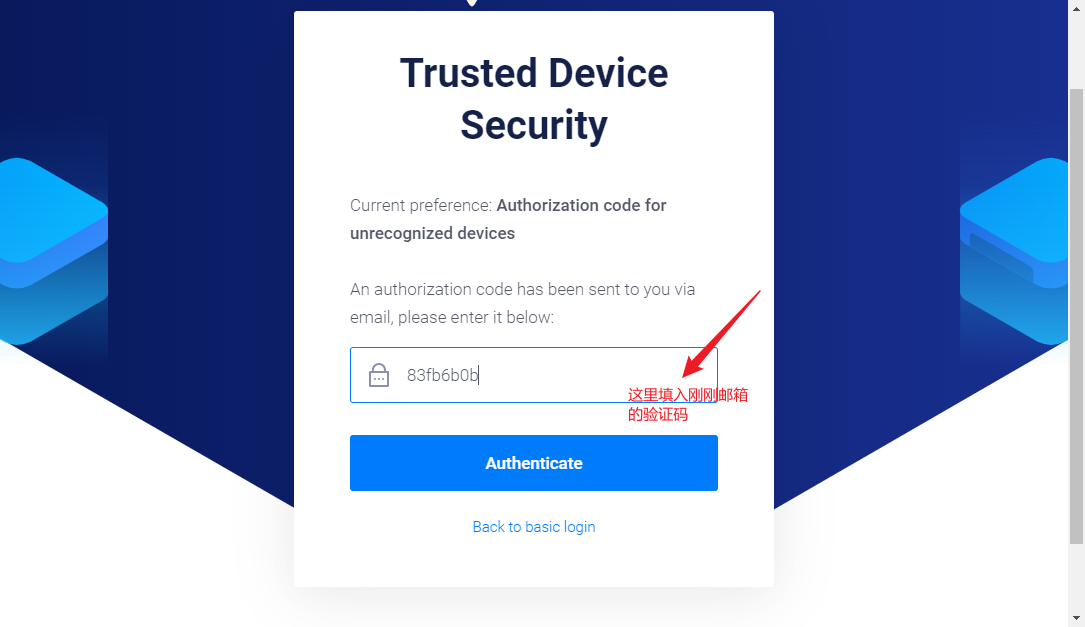 Trusted Device
Security
Current preference: Authorization code for
unrecognized devices
An authorization code has been sent to you via
email, please enter it below:
83fb6b0b
这里填入刚刚邮箱
的验证码
Authenticate
Back to basic login